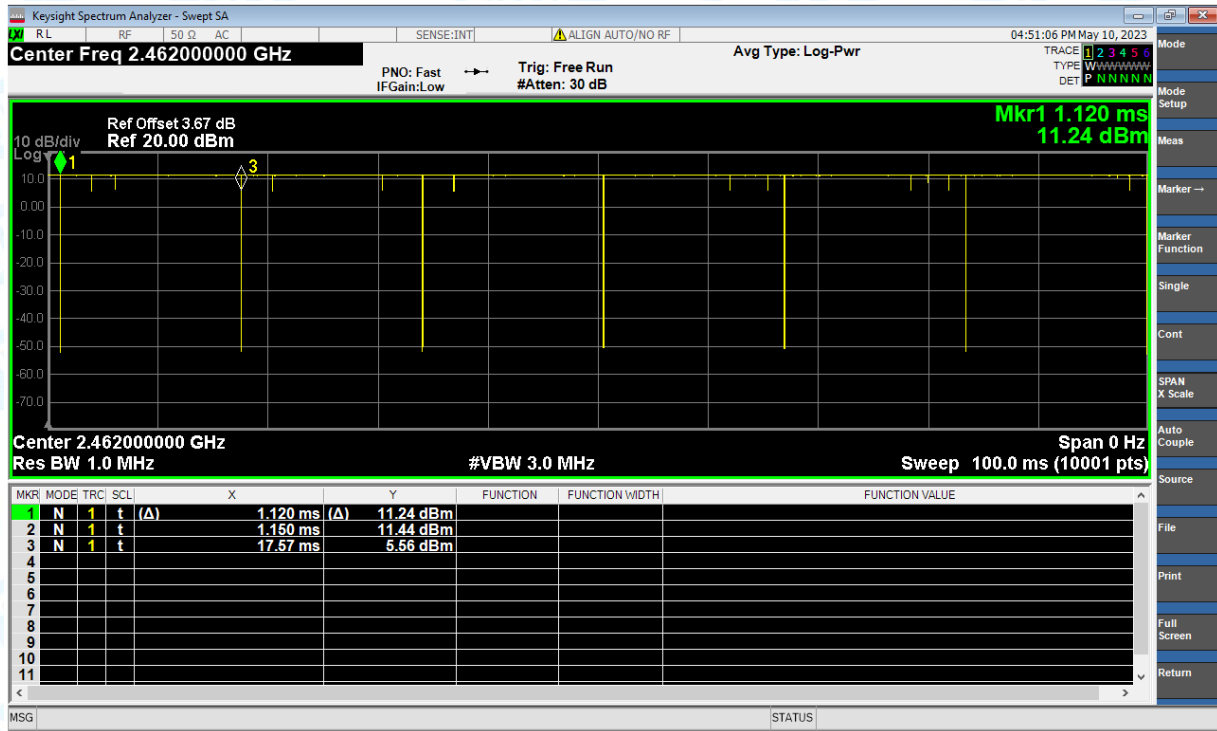 Keysight Spectrum Analyzer - Swept SA
LXI RL RF 50 Ω AC SENSE:INT ALIGN AUTO/NO RF 04:51:06 PM May 10, 2023
Center Freq 2.462000000 GHz
PNO: Fast
IFGain:Low
Trig: Free Run
#Atten: 30 dB
Avg Type: Log-Pwr
TRACE 1 2 3 4 5 6
TYPE WWWWWW
DET P N N N N N
Mkr1 1.120 ms
11.24 dBm
Ref Offset 3.67 dB
10 dB/div Ref 20.00 dBm
Log
1
3
10.0
0.00
-10.0
-20.0
-30.0
-40.0
-50.0
-60.0
-70.0
Center 2.462000000 GHz Span 0 Hz
Res BW 1.0 MHz #VBW 3.0 MHz Sweep 100.0 ms (10001 pts)
MKR MODE TRC SCL X Y FUNCTION FUNCTION WIDTH FUNCTION VALUE
1 N 1 t (Δ) 1.120 ms (Δ) 11.24 dBm
2 N 1 t 1.150 ms 11.44 dBm
3 N 1 t 17.57 ms 5.56 dBm
4
5
6
7
8
9
10
11
MSG STATUS
Mode
Mode
Setup
Meas
Marker →
Marker
Function
Single
Cont
SPAN
X Scale
Auto
Couple
Source
File
Print
Full
Screen
Return